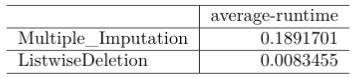 average-runtime
Multiple_Imputation 0.1891701
ListwiseDeletion 0.0083455